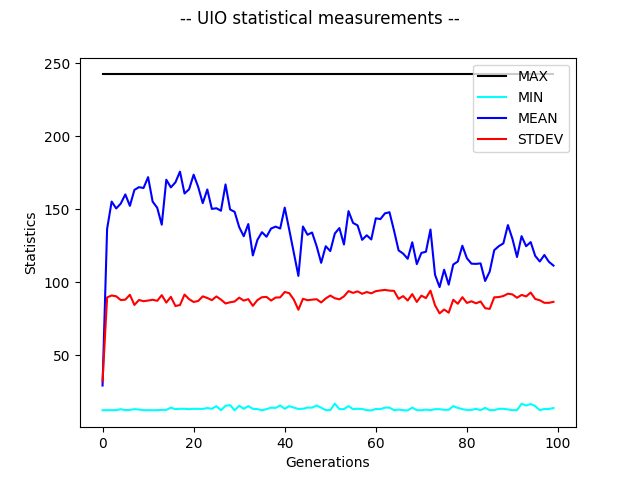 -- UIO statistical measurements --
250
200
150
100
50
Statistics
MAX
MIN
MEAN
STDEV
0
20
40
60
80
100
Generations